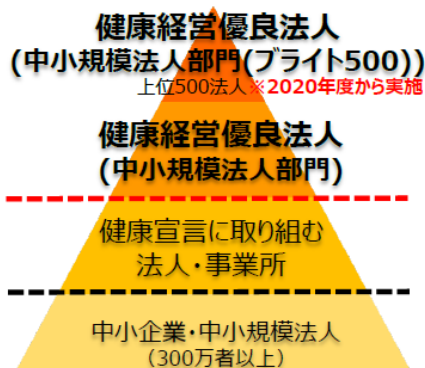 健康経営優良法人
(中小規模法人部門(ブライト500))
上位500法人※2020年度から実施
健康経営優良法人
(中小規模法人部門)
健康宣言に取り組む
法人・事業所
中小企業・中小規模法人
（300万者以上）